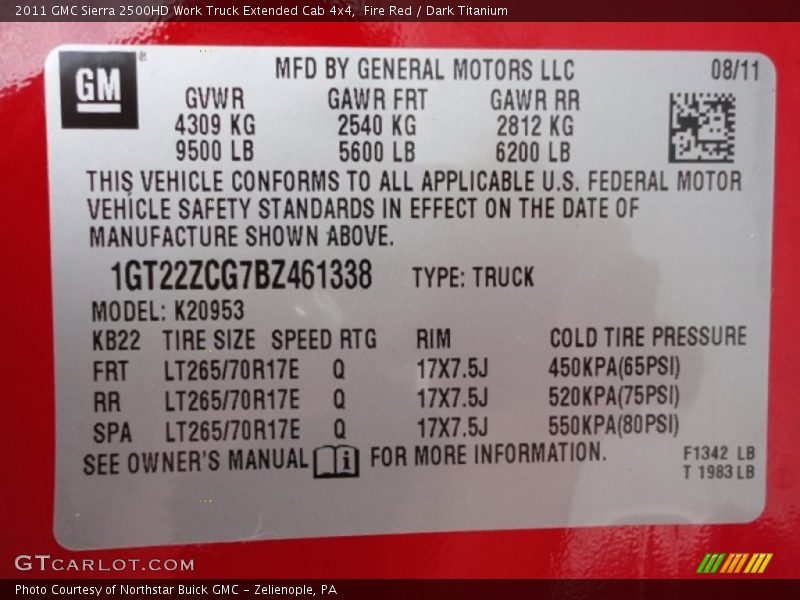 2011 GMC Sierra 2500HD Work Truck Extended Cab 4x4, Fire Red / Dark Titanium
GM ®
MFD BY GENERAL MOTORS LLC 08/11
GVWR GAWR FRT GAWR RR
4309 KG 2540 KG 2812 KG
9500 LB 5600 LB 6200 LB
THIS VEHICLE CONFORMS TO ALL APPLICABLE U.S. FEDERAL MOTOR
VEHICLE SAFETY STANDARDS IN EFFECT ON THE DATE OF
MANUFACTURE SHOWN ABOVE.
1GT22ZCG7BZ461338 TYPE: TRUCK
MODEL: K20953
KB22 TIRE SIZE SPEED RTG RIM COLD TIRE PRESSURE
FRT LT265/70R17E Q 17X7.5J 450KPA(65PSI)
RR LT265/70R17E Q 17X7.5J 520KPA(75PSI)
SPA LT265/70R17E Q 17X7.5J 550KPA(80PSI)
SEE OWNER'S MANUAL i FOR MORE INFORMATION.
F1342 LB
T 1983 LB
GTCARLOT.COM
Photo Courtesy of Northstar Buick GMC - Zelienople, PA